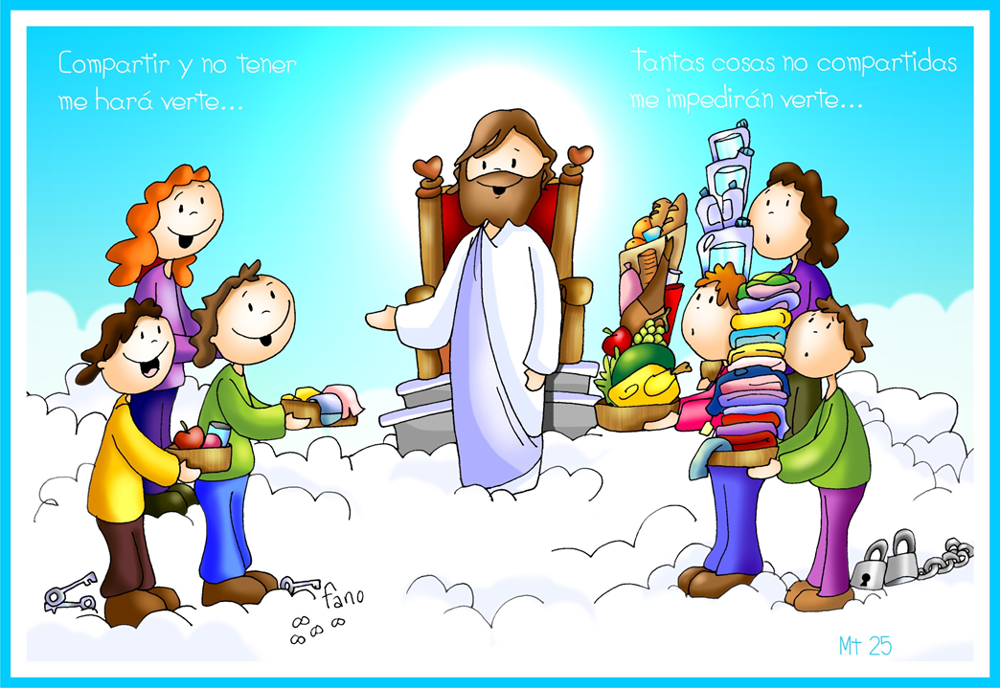 Compartir y no tener
me hará verte...
Tantas cosas no compartidas
me impedirán verte...
fano
Mt 25